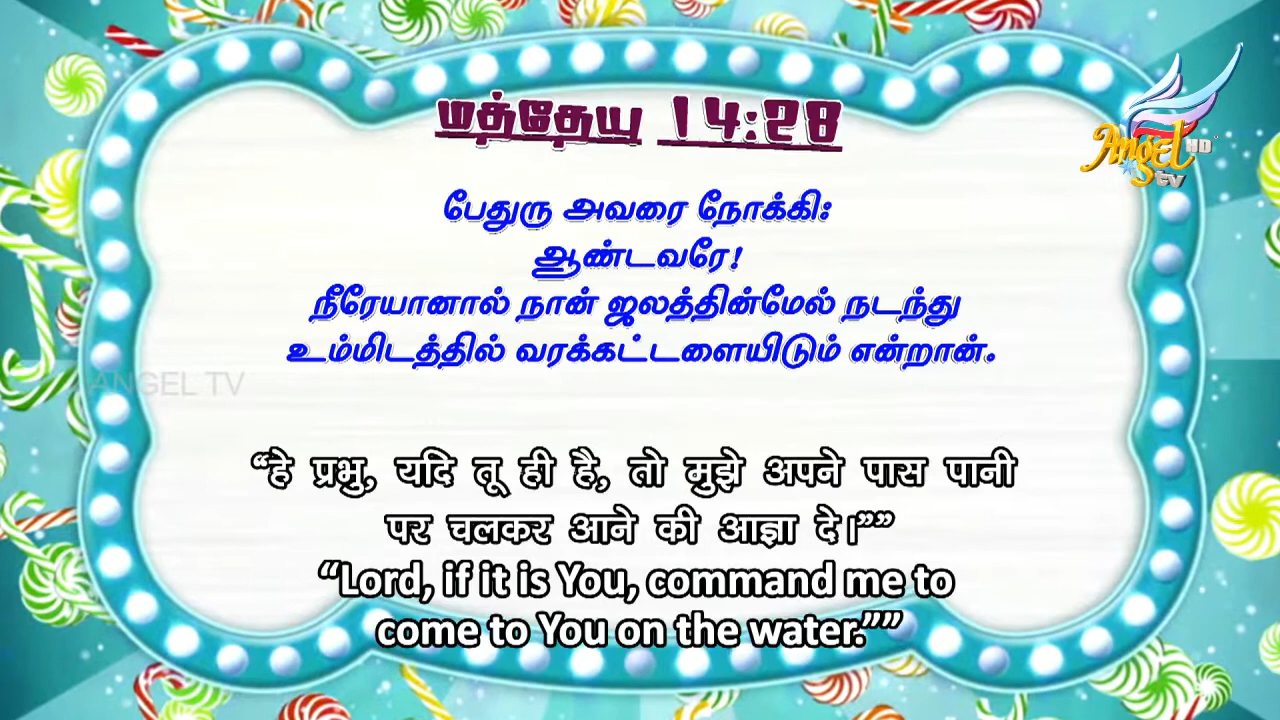 மத்தேயு 14:28
Angel HD
tv
பேதுரு அவரை நோக்கி:
ஆண்டவரே!
நீரேயானால் நான் ஜலத்தின்மேல் நடந்து
உம்மிடத்தில் வரக்கட்டளையிடும் என்றான்.
ANGEL TV
“हे प्रभु, यदि तू ही है, तो मुझे अपने पास पानी
पर चलकर आने की आज्ञा दे।””
“Lord, if it is You, command me to
come to You on the water.””